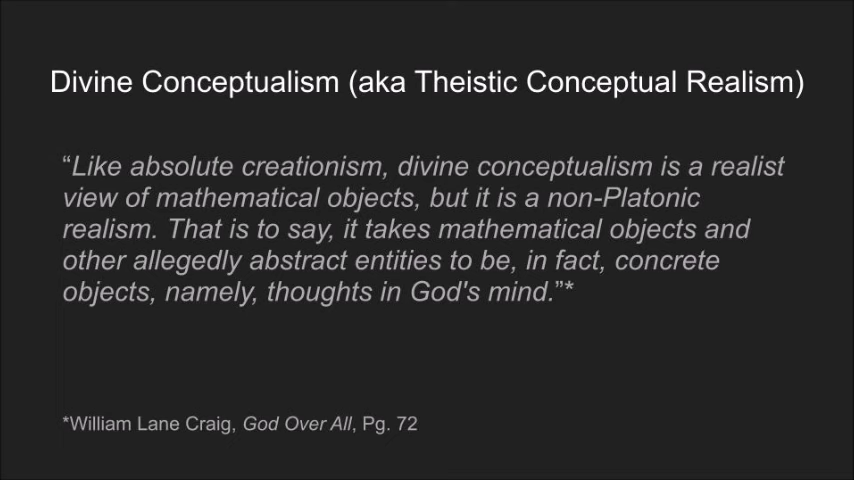 Divine Conceptualism (aka Theistic Conceptual Realism)
“Like absolute creationism, divine conceptualism is a realist
view of mathematical objects, but it is a non-Platonic
realism. That is to say, it takes mathematical objects and
other allegedly abstract entities to be, in fact, concrete
objects, namely, thoughts in God's mind.”*
*William Lane Craig, God Over All, Pg. 72